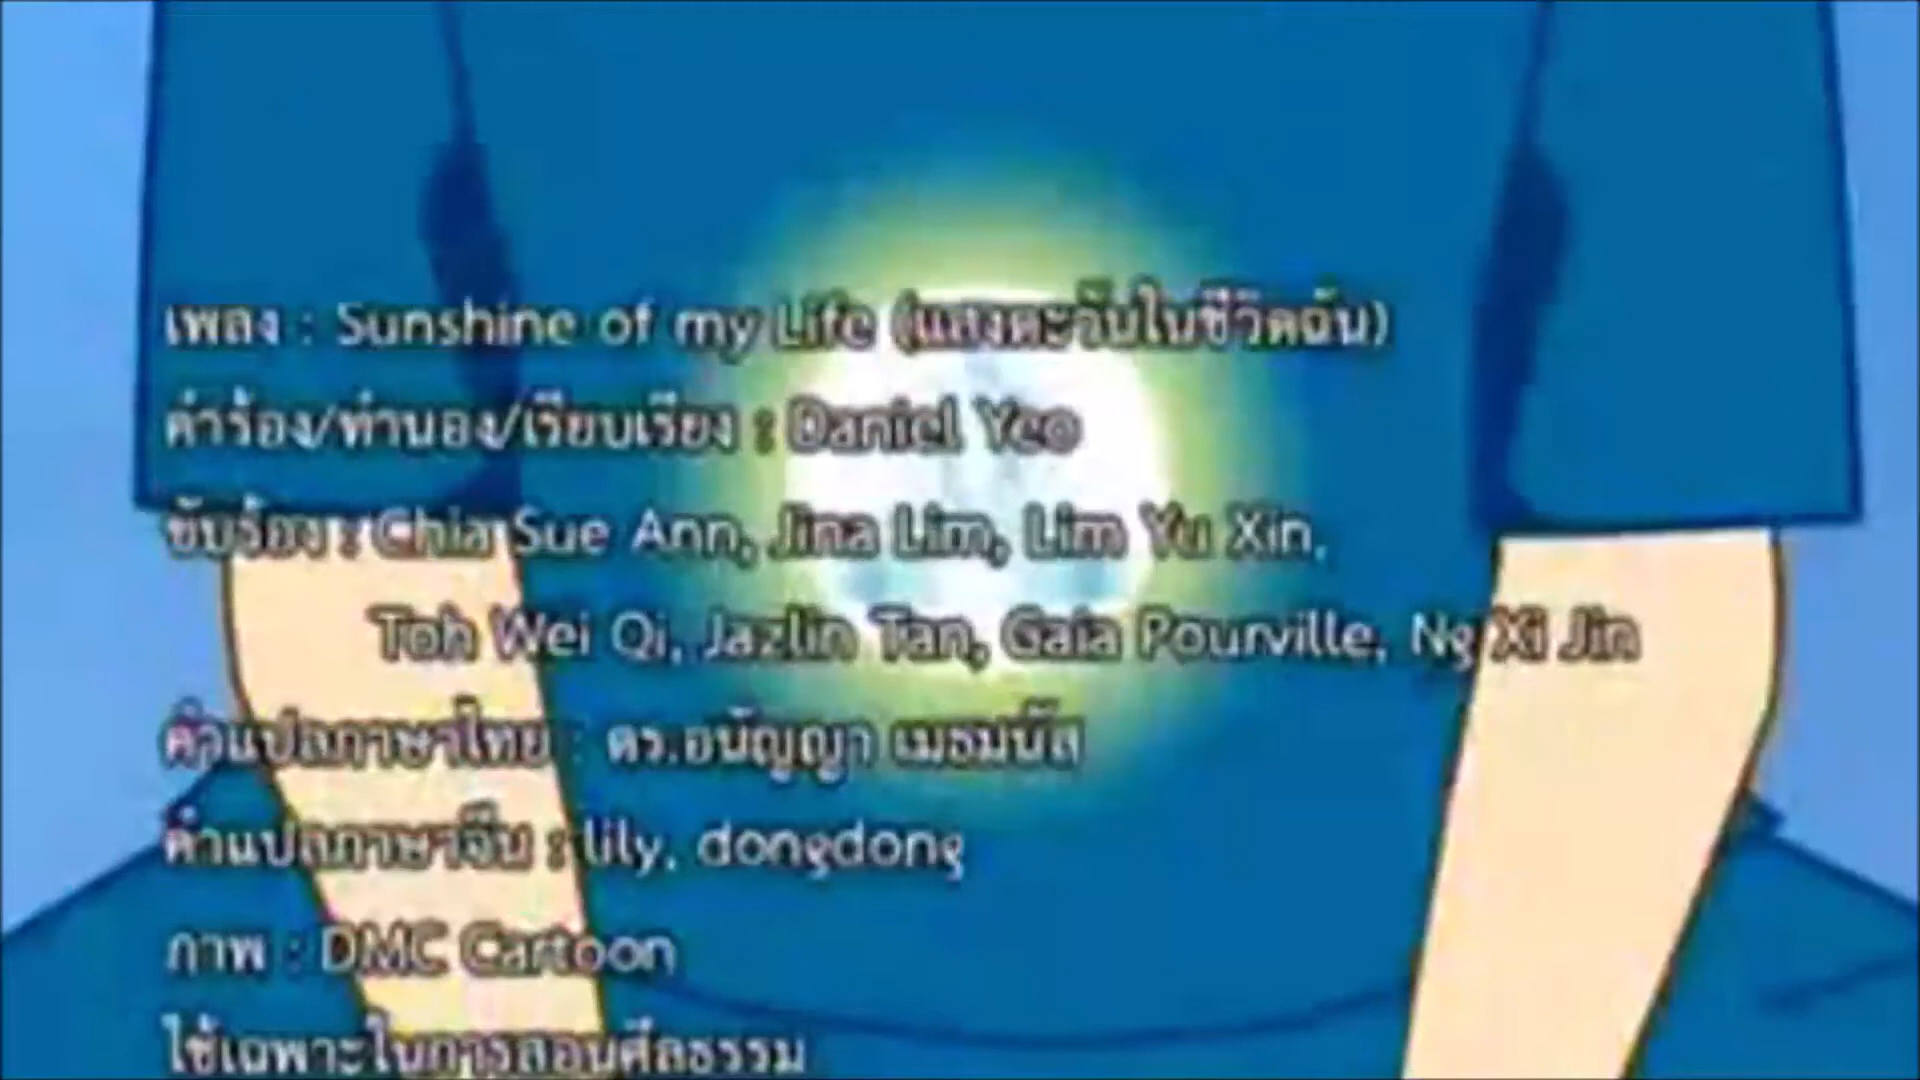 เพลง : Sunshine of my Life (แสงตะวันในชีวิตฉัน)
คำร้อง/ทำนอง/เรียบเรียง : Daniel Yeo
ขับร้อง : Chia Sue Ann, Jina Lim, Lim Yu Xin,
Toh Wei Qi, Jazlin Tan, Gaia Pourville, Ng Xi Jin
คำแปลภาษาไทย : ดร.อนัญญา เมธมนัส
คำแปลภาษาจีน : lily, dongdong
ภาพ : DMC Cartoon
ใช้เฉพาะในการสอนศีลธรรม